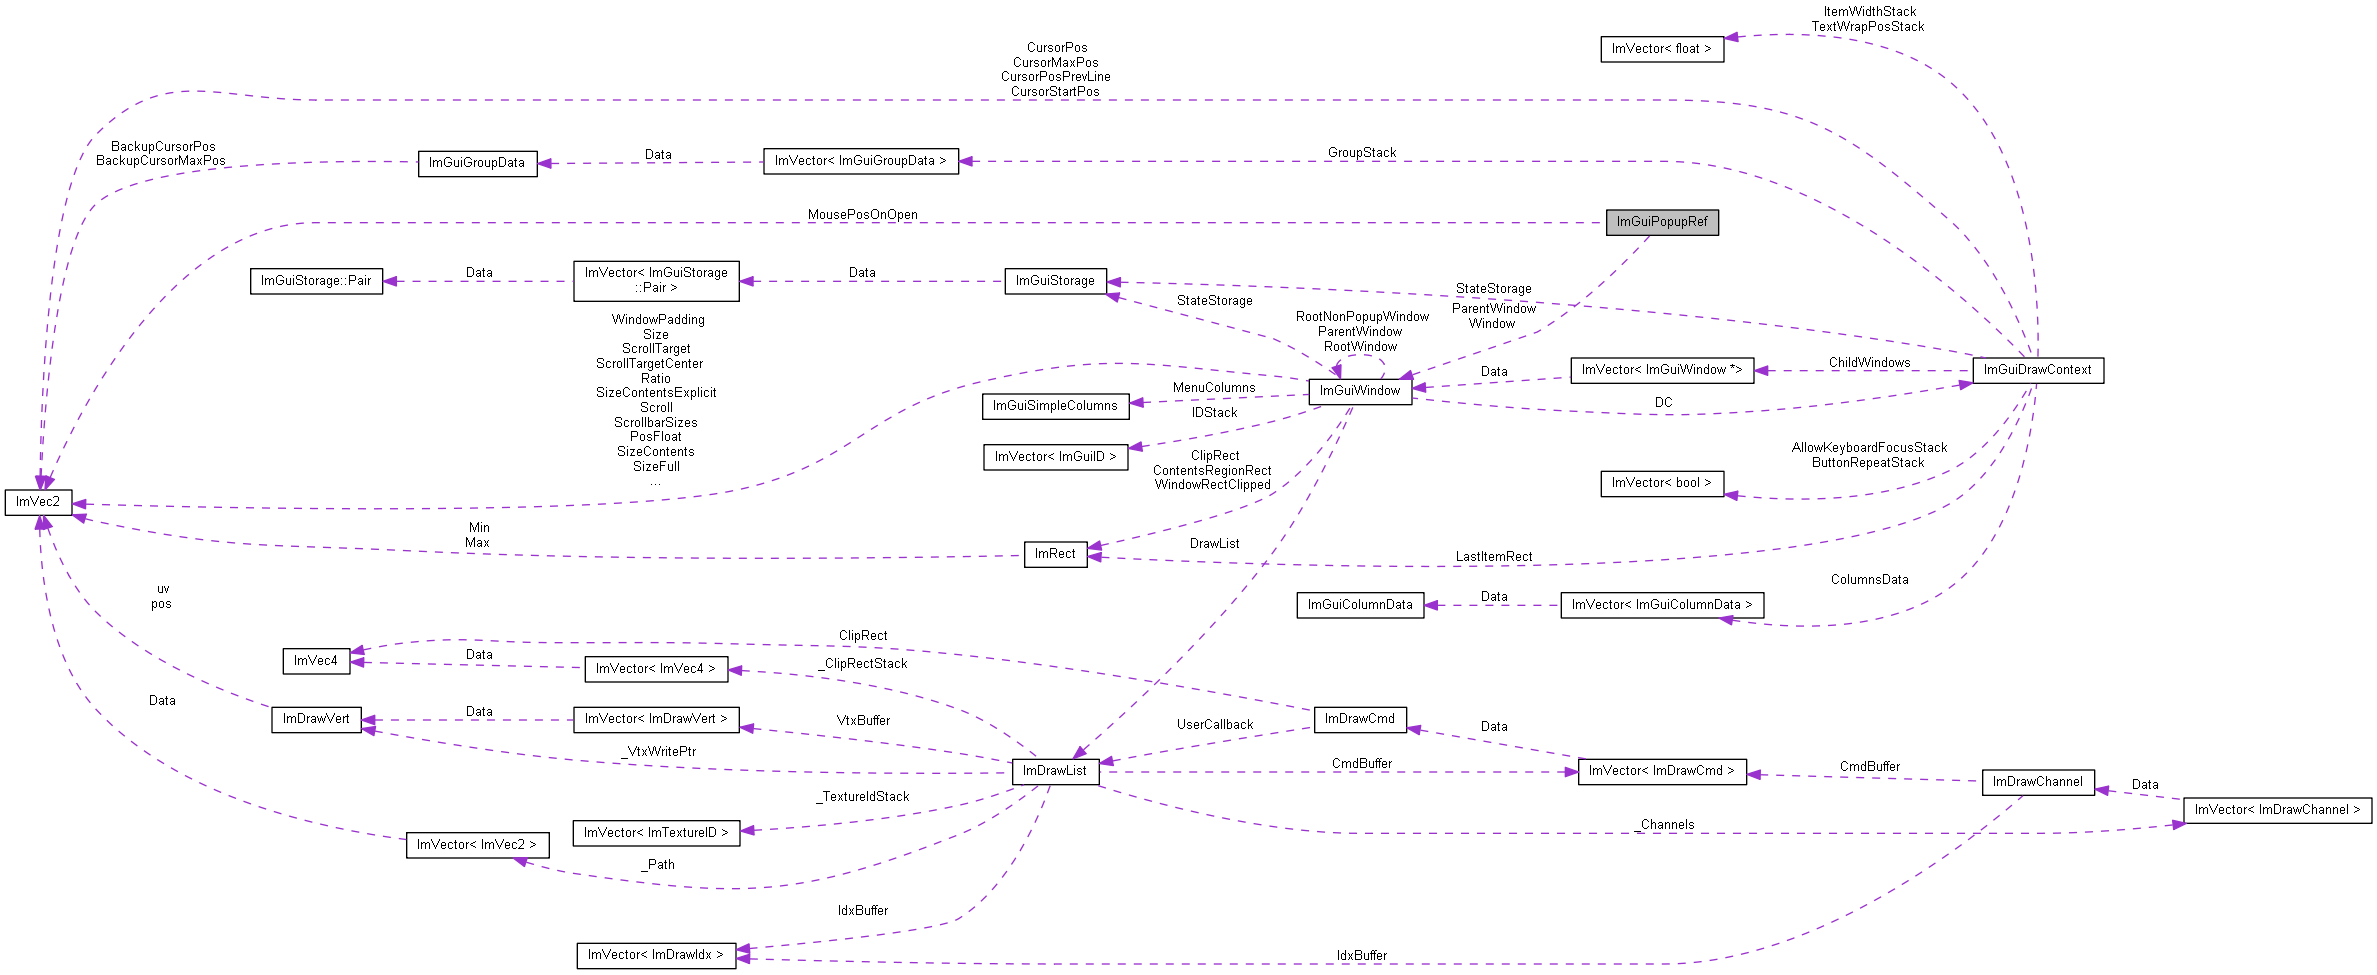 ItemWidthStack
TextWrapPosStack
ImVector< float >
CursorPos
CursorMaxPos
CursorPosPrevLine
CursorStartPos
BackupCursorPos
BackupCursorMaxPos
ImGuiGroupData
Data
ImVector< ImGuiGroupData >
GroupStack
MousePosOnOpen
ImGuiPopupRef
ImGuiStorage::Pair
Data
ImVector< ImGuiStorage
::Pair >
Data
ImGuiStorage
StateStorage
StateStorage
ParentWindow
Window
RootNonPopupWindow
ParentWindow
RootWindow
WindowPadding
Size
ScrollTarget
ScrollTargetCenter
Ratio
SizeContentsExplicit
Scroll
ScrollbarSizes
PosFloat
SizeContents
SizeFull
...
ImGuiWindow
Data
ImVector< ImGuiWindow *>
ChildWindows
ImGuiDrawContext
DC
MenuColumns
ImGuiSimpleColumns
IDStack
ImVector< ImGuiID >
ClipRect
ContentsRegionRect
WindowRectClipped
AllowKeyboardFocusStack
ButtonRepeatStack
ImVector< bool >
ImVec2
Min
Max
ImRect
DrawList
LastItemRect
ColumnsData
ImGuiColumnData
Data
ImVector< ImGuiColumnData >
uv
pos
ClipRect
ImVec4
Data
ImVector< ImVec4 >
_ClipRectStack
Data
ImDrawVert
Data
ImVector< ImDrawVert >
VtxBuffer
_VtxWritePtr
UserCallback
ImDrawCmd
Data
ImDrawList
CmdBuffer
ImVector< ImDrawCmd >
CmdBuffer
ImDrawChannel
Data
ImVector< ImDrawChannel >
_TextureIdStack
ImVector< ImTextureID >
_Channels
ImVector< ImVec2 >
_Path
IdxBuffer
ImVector< ImDrawIdx >
IdxBuffer